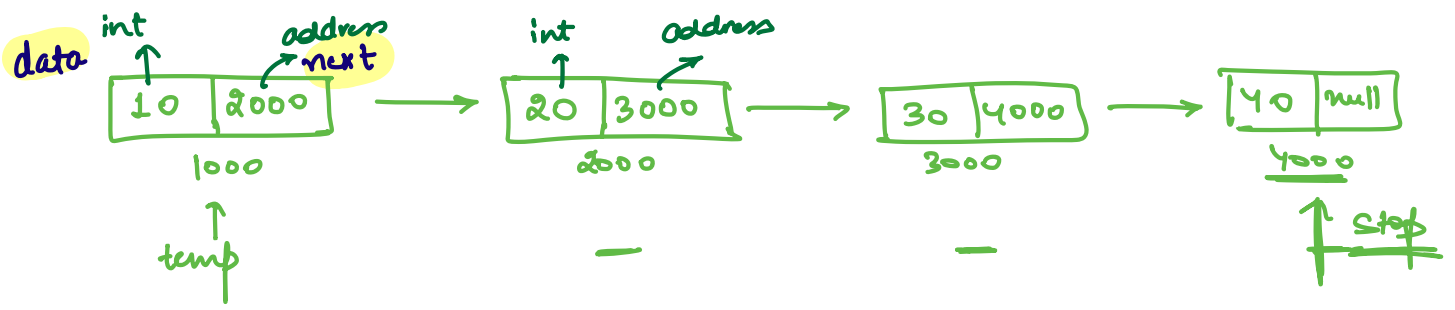 int address int address
data next
10 2000 20 3000 30 4000 40 null
1000 2000 3000 4000
temp stop